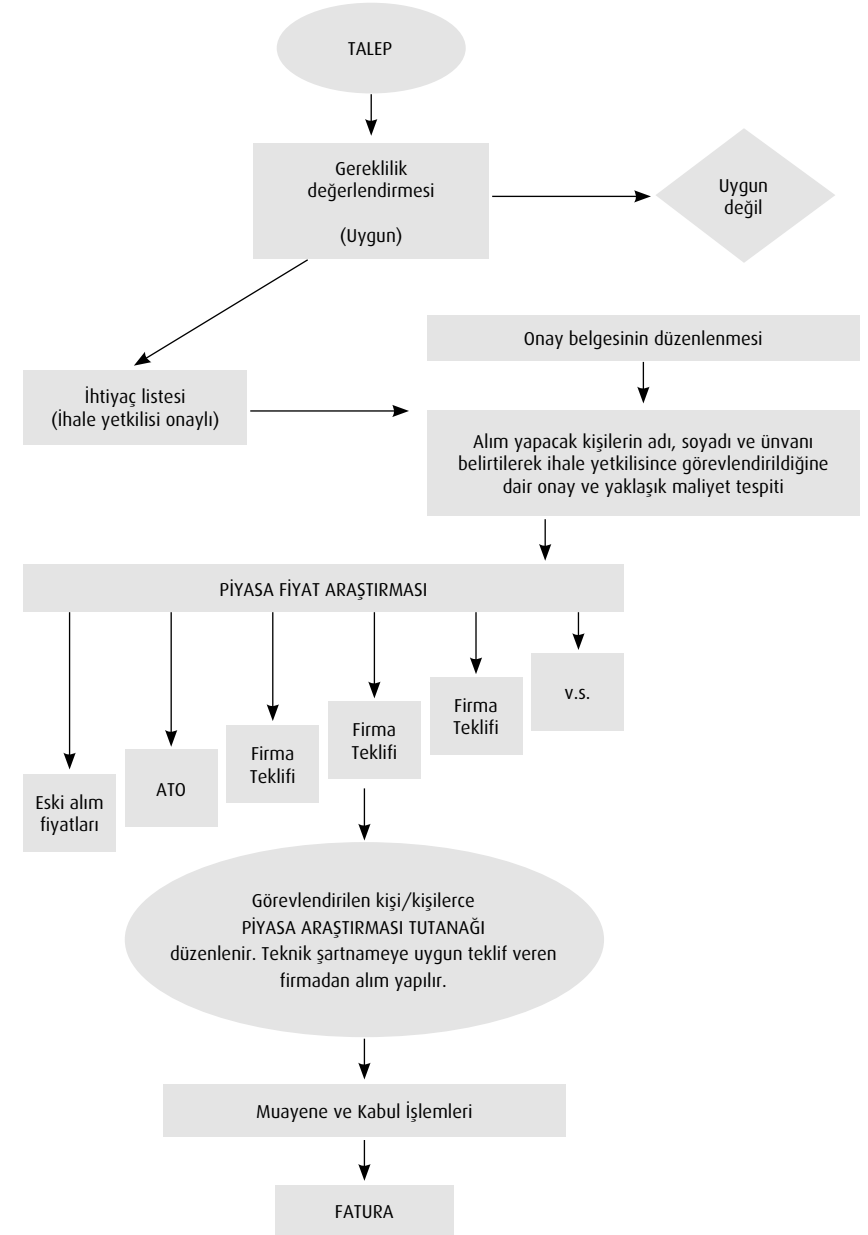 TALEP
Gereklilik
değerlendirmesi
(Uygun)
Uygun
değil
Onay belgesinin düzenlenmesi
İhtiyaç listesi
(İhale yetkilisi onaylı)
Alım yapacak kişilerin adı, soyadı ve ünvanı
belirtilerek ihale yetkilisince görevlendirildiğine
dair onay ve yaklaşık maliyet tespiti
PİYASA FİYAT ARAŞTIRMASI
Eski alım
fiyatları
ATO
Firma
Teklifi
Firma
Teklifi
Firma
Teklifi
v.s.
Görevlendirilen kişi/kişilerce
PİYASA ARAŞTIRMASI TUTANAĞI
düzenlenir. Teknik şartnameye uygun teklif veren
firmadan alım yapılır.
Muayene ve Kabul İşlemleri
FATURA